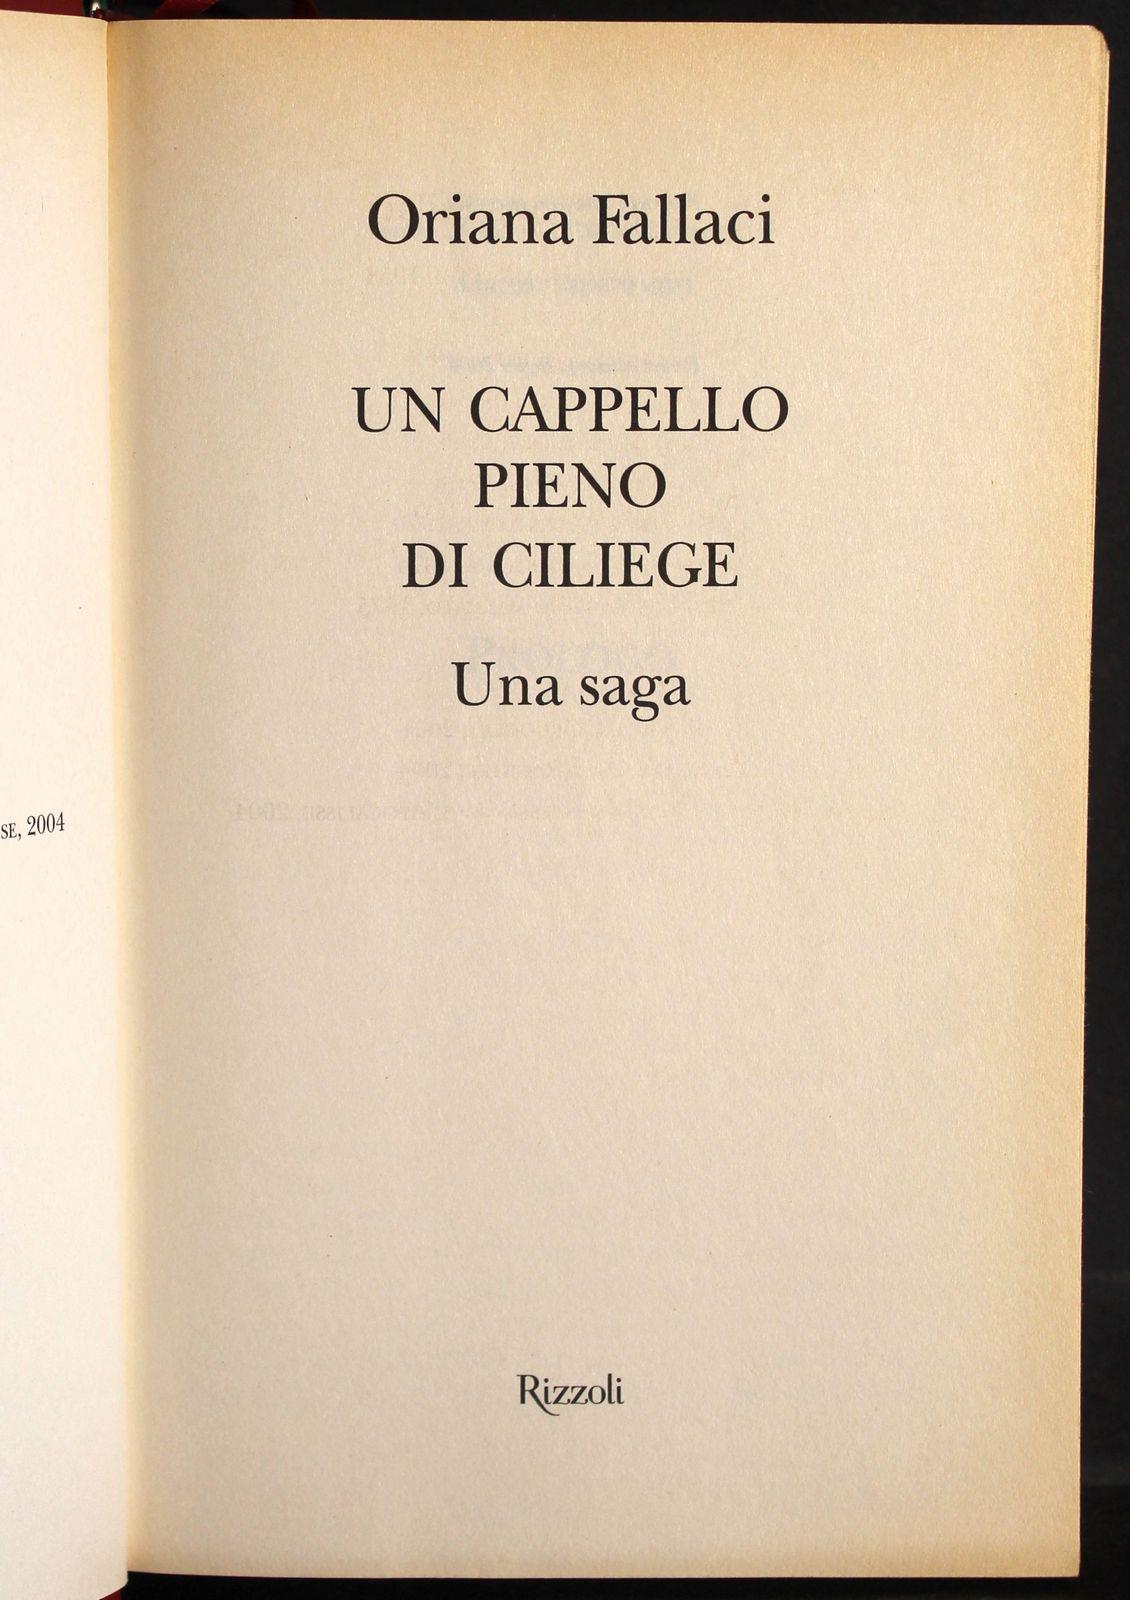 Oriana Fallaci
UN CAPPELLO
PIENO
DI CILIEGE
Una saga
SE, 2004
Rizzoli